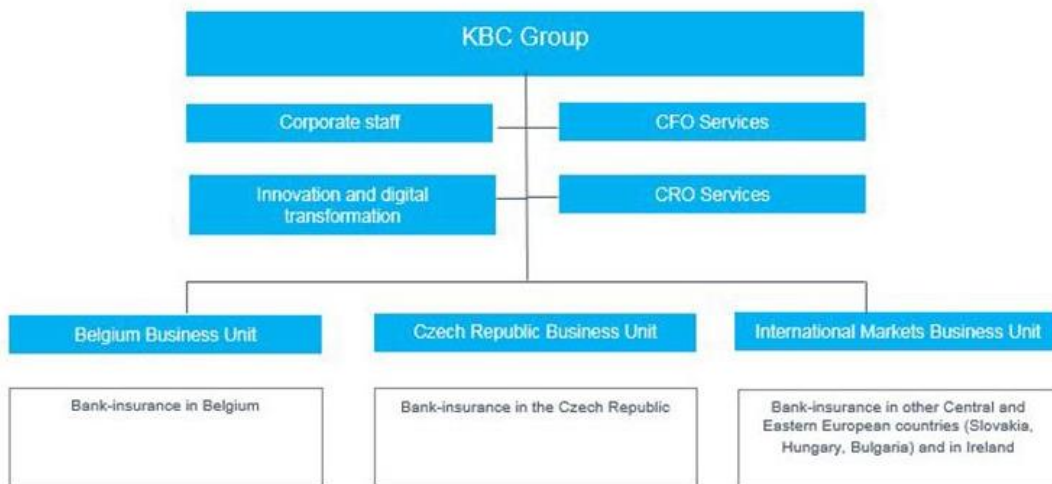 KBC Group
Corporate staff
CFO Services
Innovation and digital
transformation
CRO Services
Belgium Business Unit
Czech Republic Business Unit
International Markets Business Unit
Bank-insurance in Belgium
Bank-insurance in the Czech Republic
Bank-insurance in other Central and
Eastern European countries (Slovakia,
Hungary, Bulgaria) and in Ireland